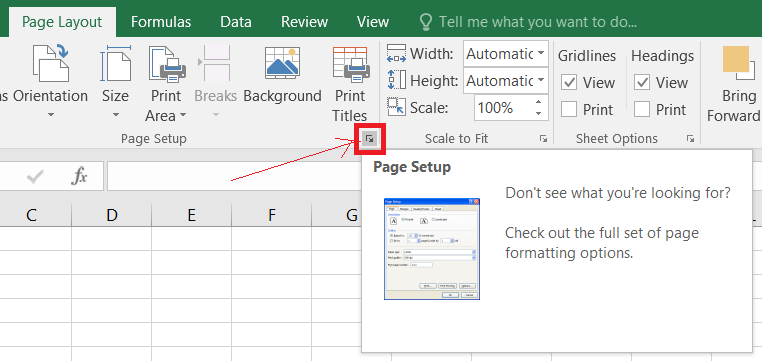 Page Layout Formulas Data Review View Tell me what you want to do...
Orientation Size Print Area Breaks Background Print Titles
Width: Automatic
Height: Automatic
Scale: 100%
Gridlines Headings
View View
Print Print
Bring Forward
Page Setup Scale to Fit Sheet Options
fx
C D E F G
Page Setup
Don't see what you're looking for?
Check out the full set of page
formatting options.